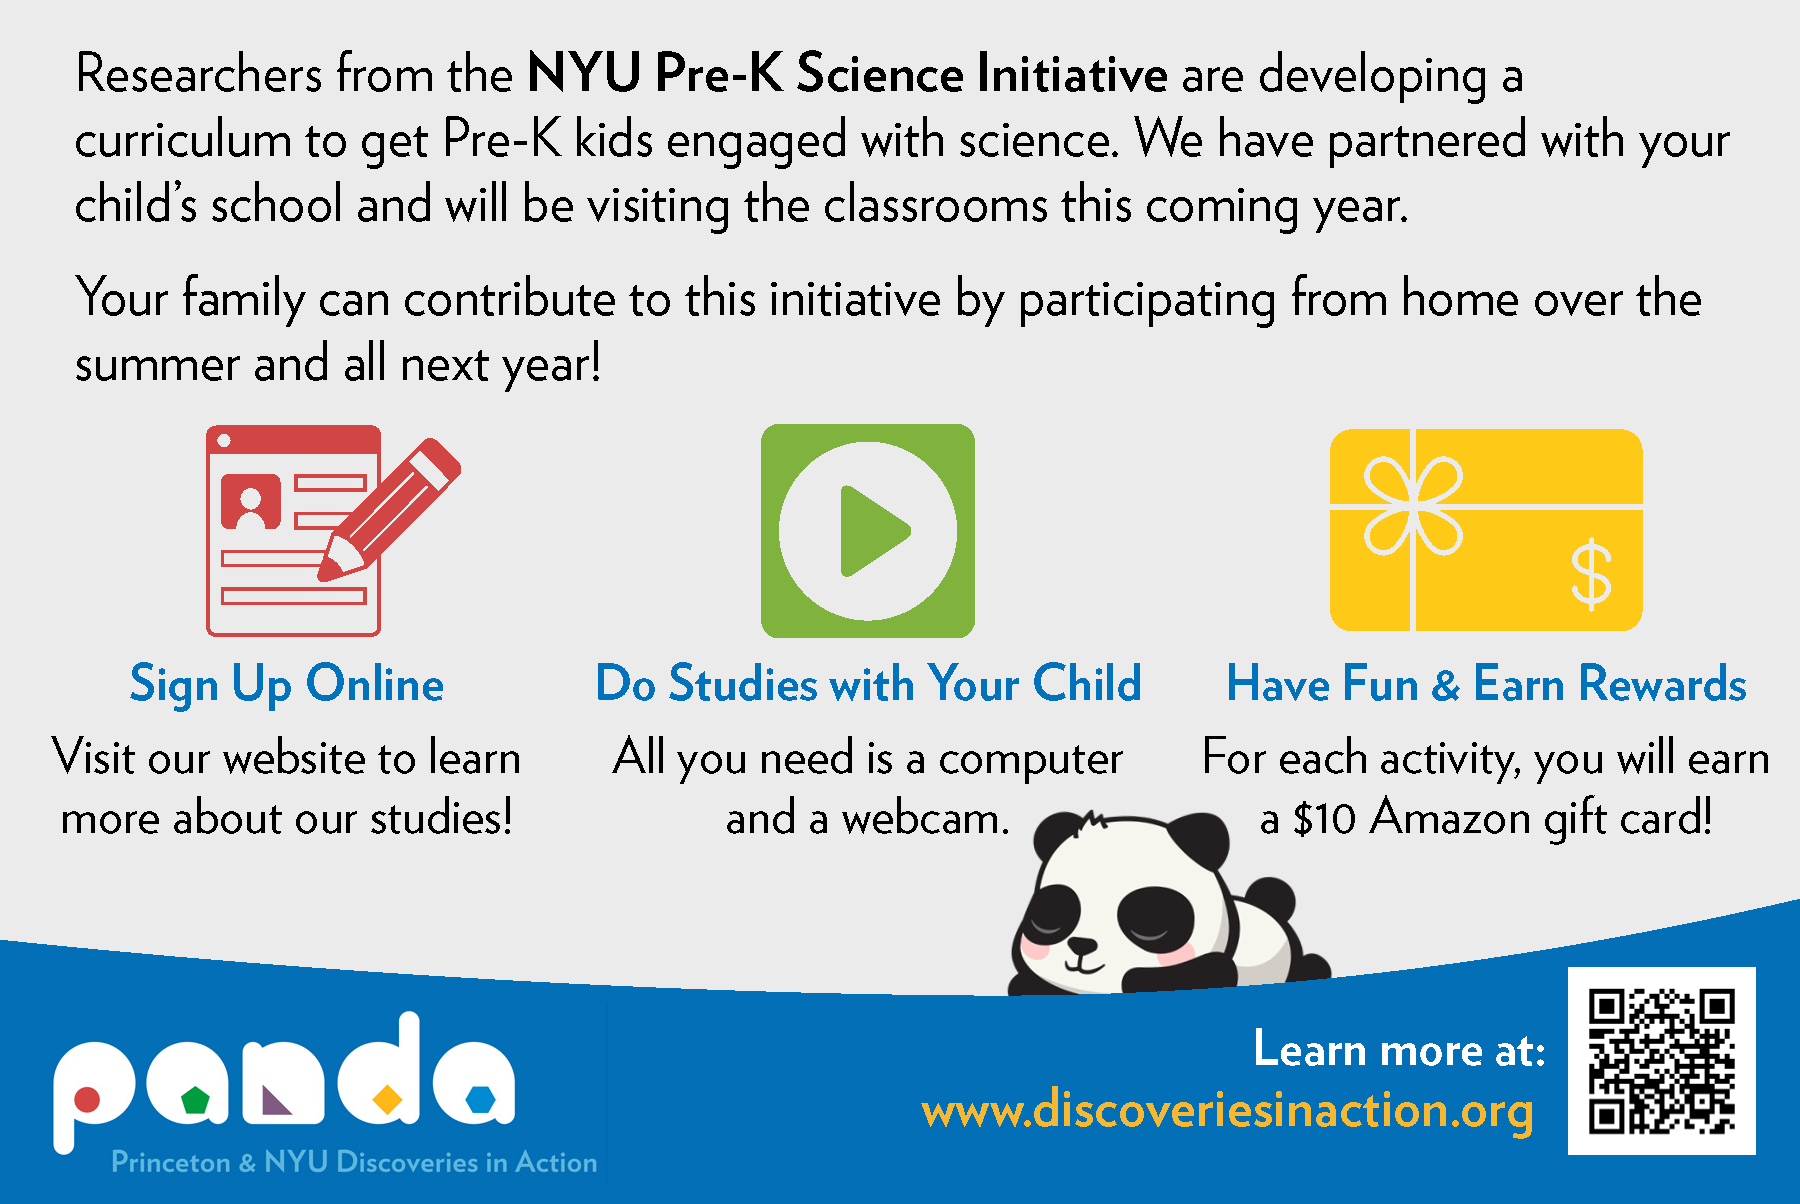 Researchers from the NYU Pre-K Science Initiative are developing a
curriculum to get Pre-K kids engaged with science. We have partnered with your
child's school and will be visiting the classrooms this coming year.
Your family can contribute to this initiative by participating from home over the
summer and all next year!
$
Sign Up Online
Visit our website to learn
more about our studies!
Do Studies with Your Child
All you need is a computer
and a webcam.
Have Fun & Earn Rewards
For each activity, you will earn
a $10 Amazon gift card!
panda
Princeton & NYU Discoveries in Action
Learn more at:
www.discoveriesinaction.org